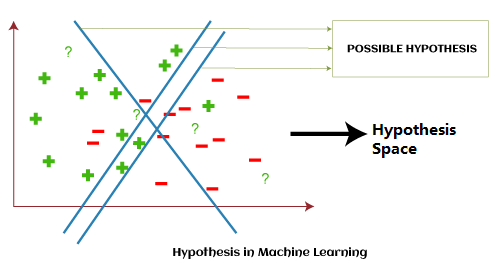 POSSIBLE HYPOTHESIS
?
?
?
?
Hypothesis
Space
Hypothesis in Machine Learning